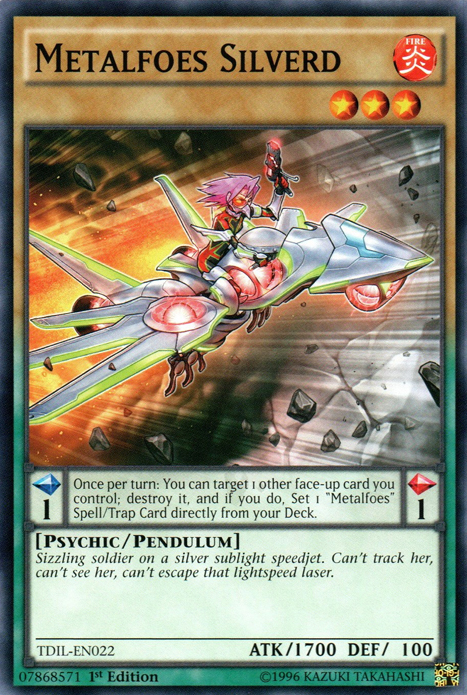 METALFOES SILVERD
FIRE
炎
Once per turn: You can target 1 other face-up card you
control; destroy it, and if you do, Set 1 "Metalfoes"
Spell/Trap Card directly from your Deck.
1
1
[PSYCHIC/PENDULUM]
Sizzling soldier on a silver sublight speedjet. Can't track her,
can't see her, can't escape that lightspeed laser.
TDIL-EN022
ATK/1700 DEF/ 100
07868571 1st Edition
©1996 KAZUKI TAKAHASHI